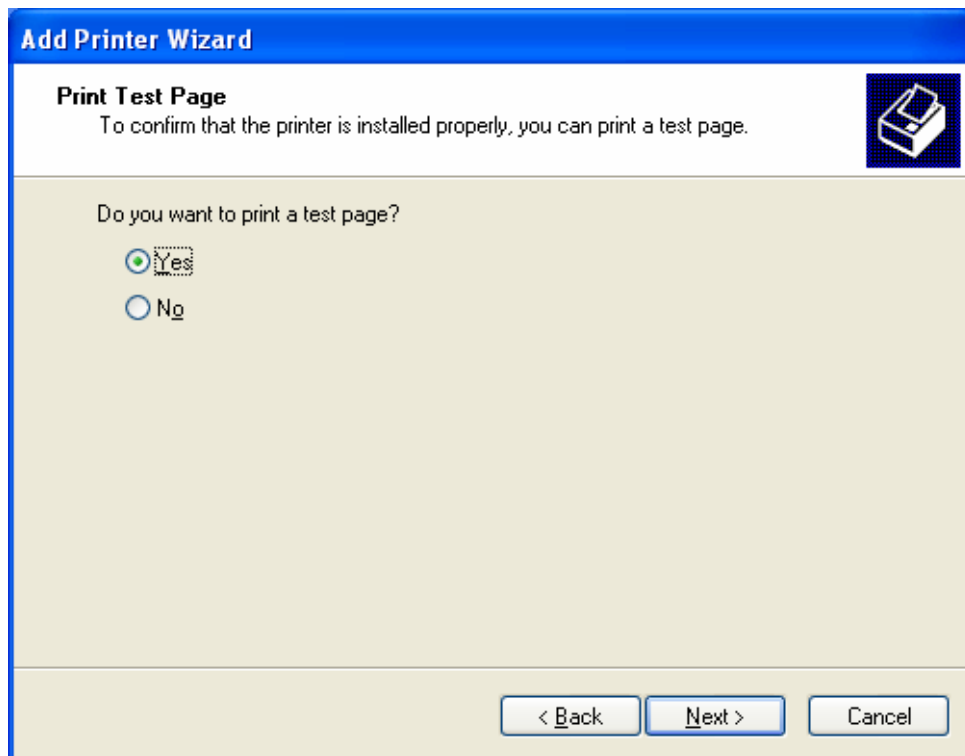 Add Printer Wizard
Print Test Page
To confirm that the printer is installed properly, you can print a test page.
Do you want to print a test page?
Yes
No
< Back Next > Cancel